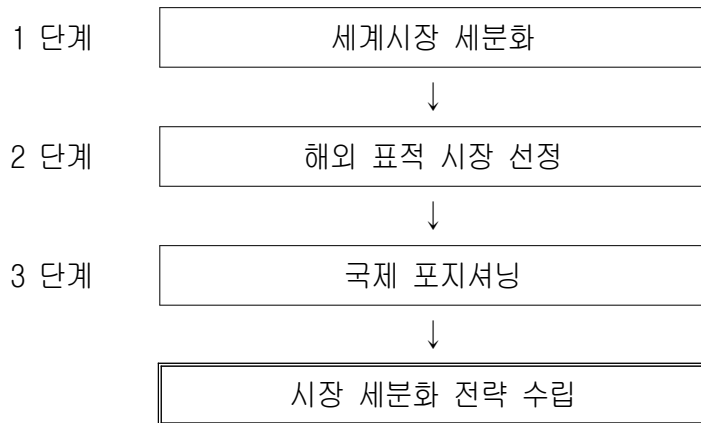 1 단계 세계시장 세분화
↓
2 단계 해외 표적 시장 선정
↓
3 단계 국제 포지셔닝
↓
시장 세분화 전략 수립